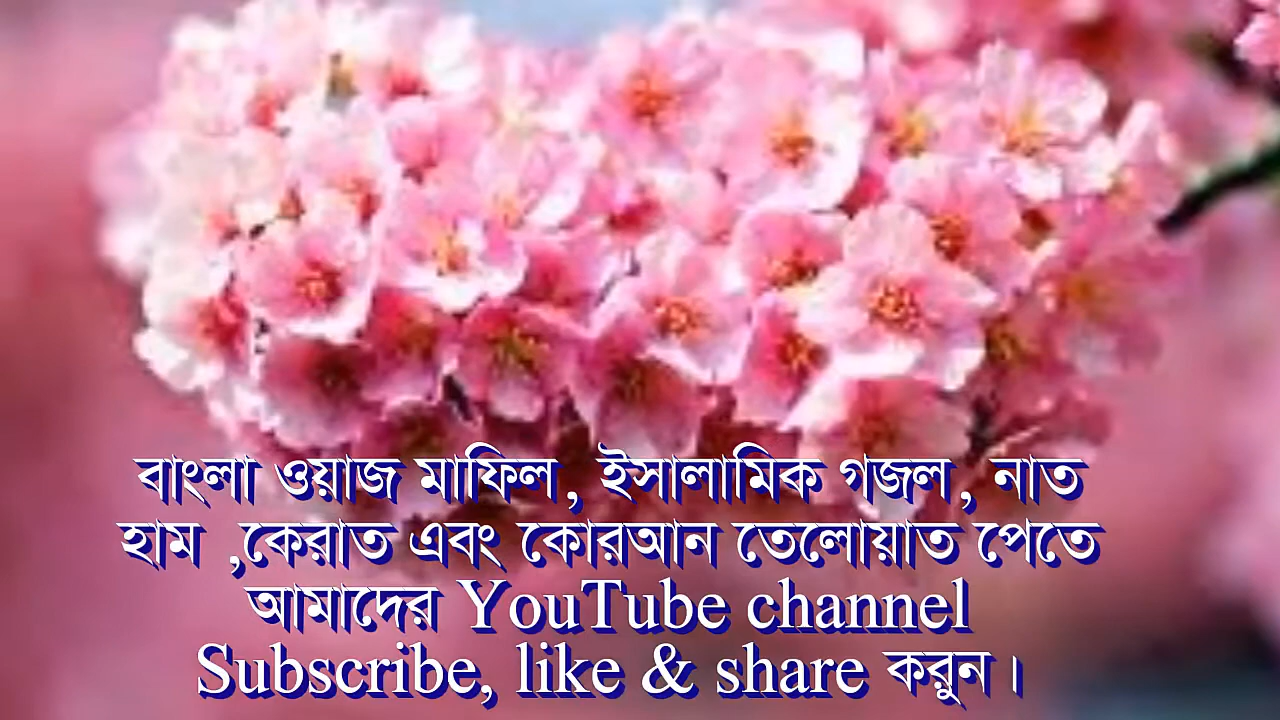 বাংলা ওয়াজ মাফিল, ইসালামিক গজল, নাত
হাম ,কেরাত এবং কোরআন তেলোয়াত পেতে
আমাদের YouTube channel
Subscribe, like & share করুন।